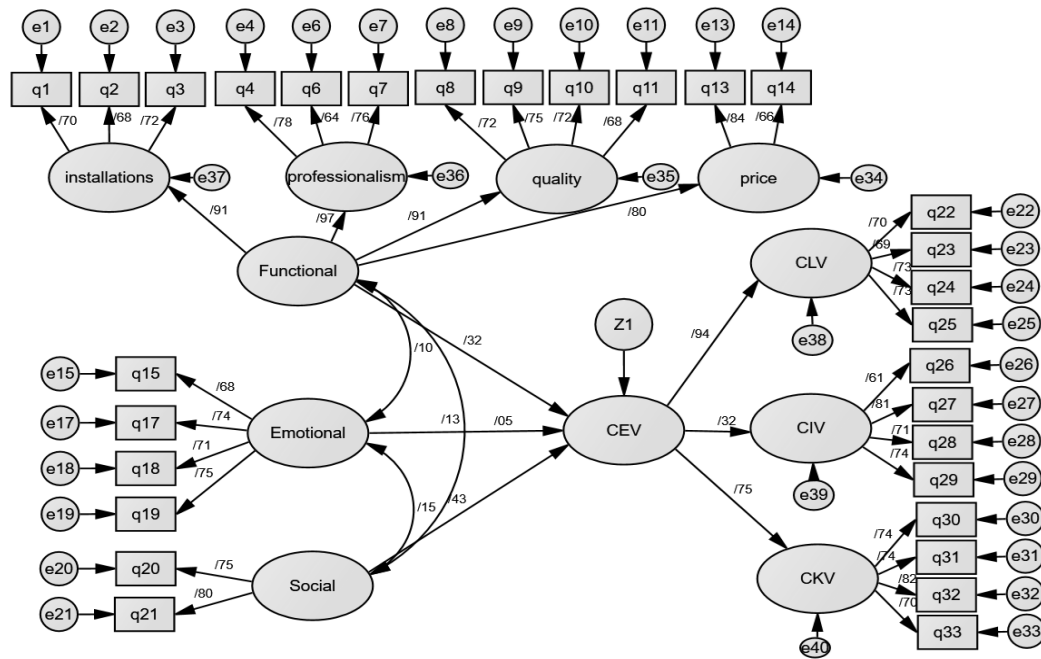 e1 e2 e3 e4 e6 e7 e8 e9 e10 e11 e13 e14
q1 q2 q3 q4 q6 q7 q8 q9 q10 q11 q13 q14
/70 /68 /72 /78 /64 /76 /72 /75 /72 /68 /84 /66
installations e37 professionalism e36 quality e35 price e34
/91 /97 /91 /80
Functional
/70 q22 e22
/69 q23 e23
CLV
/73 q24 e24
/73 q25 e25
e38
Z1
/10 /32 /94
e15 q15 /68
e17 q17 /74
e18 q18 /71
e19 q19 /75
Emotional
/13 /05
CEV
/32
/61 q26 e26
/81 q27 e27
CIV
/71 q28 e28
/74 q29 e29
e39
/15 /43 /75
e20 q20 /75
e21 q21 /80
Social
/74 q30 e30
/74 q31 e31
CKV
/82 q32 e32
/70 q33 e33
e40